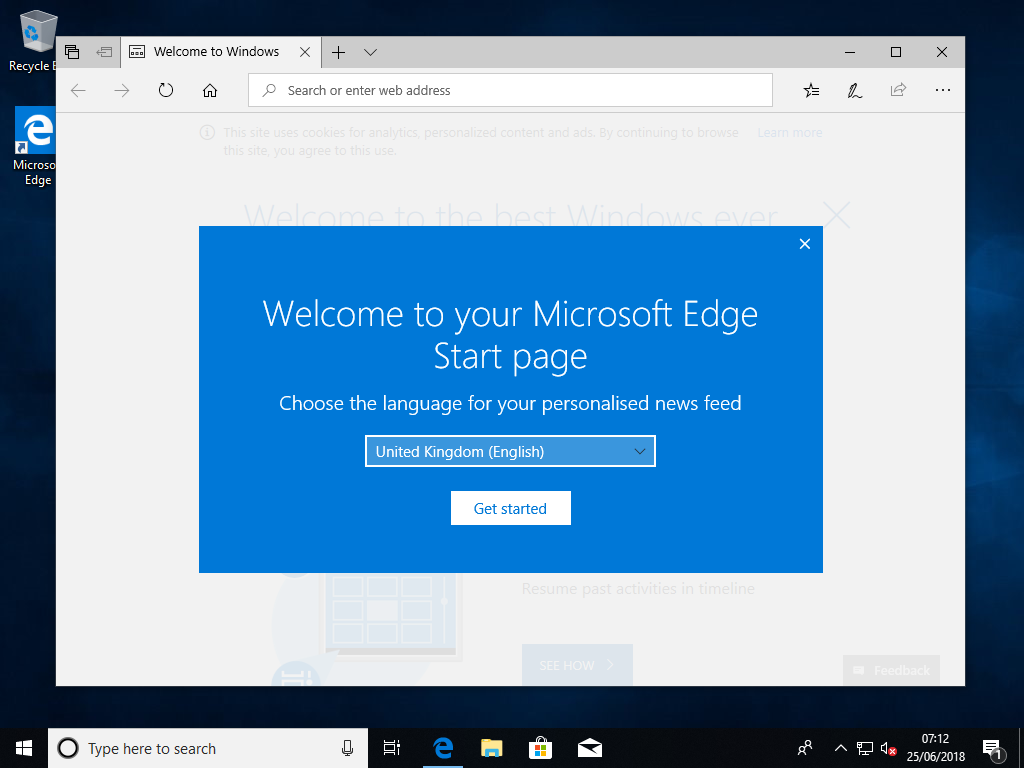 Recycle
Welcome to Windows
Search or enter web address
This site uses cookies for analytics, personalized content and ads. By continuing to browse
this site, you agree to this use.
Learn more
Welcome to the best Windows ever
Microso
Edge
Welcome to your Microsoft Edge
Start page
Choose the language for your personalised news feed
United Kingdom (English)
Get started
Resume past activities in timeline
SEE HOW
Feedback
Type here to search
07:12
25/06/2018
1